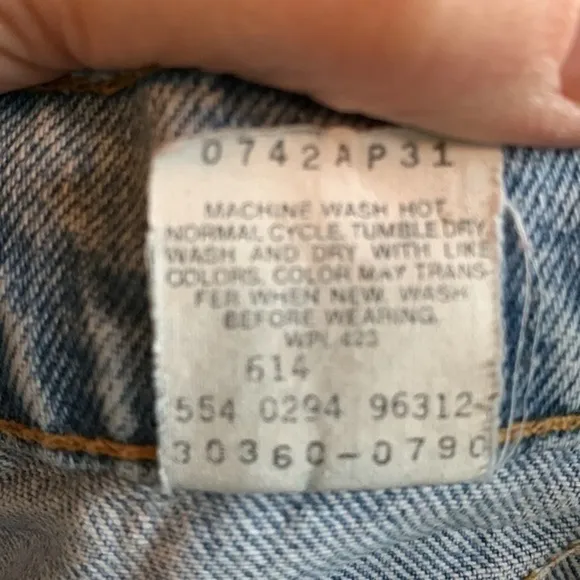 0742AP31
MACHINE WASH HOT,
NORMAL CYCLE, TUMBLE DRY.
WASH AND DRY WITH LIKE
COLORS. COLOR MAY TRANS-
FER WHEN NEW. WASH
BEFORE WEARING.
WPL 423
614
554 0294 96312-
30360-0790